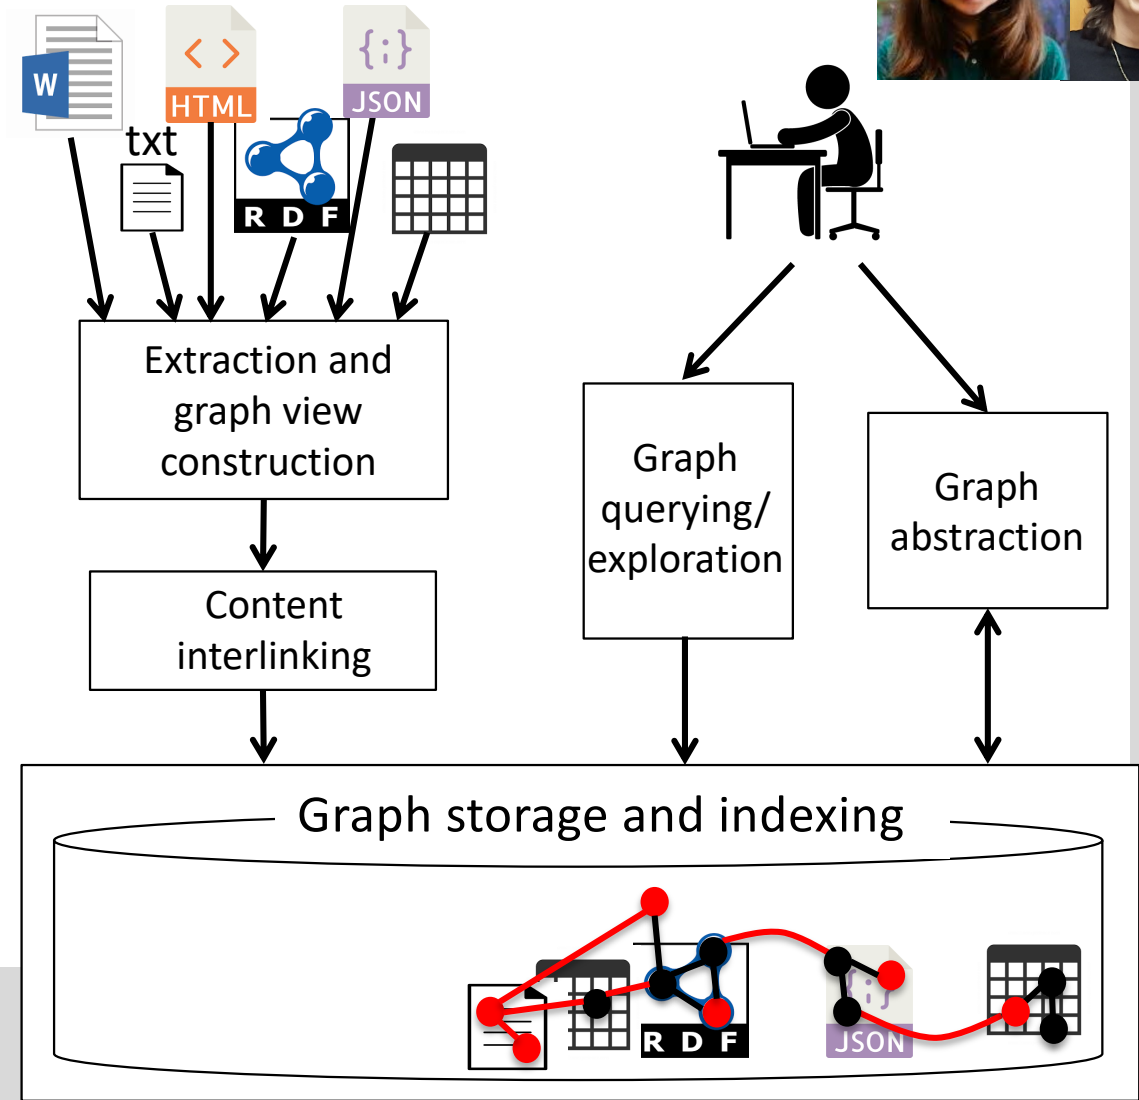 W
HTML
JSON
txt
R D F
Extraction and
graph view
construction
Graph
querying/
exploration
Graph
abstraction
Content
interlinking
Graph storage and indexing
R D F
{;}
JSON